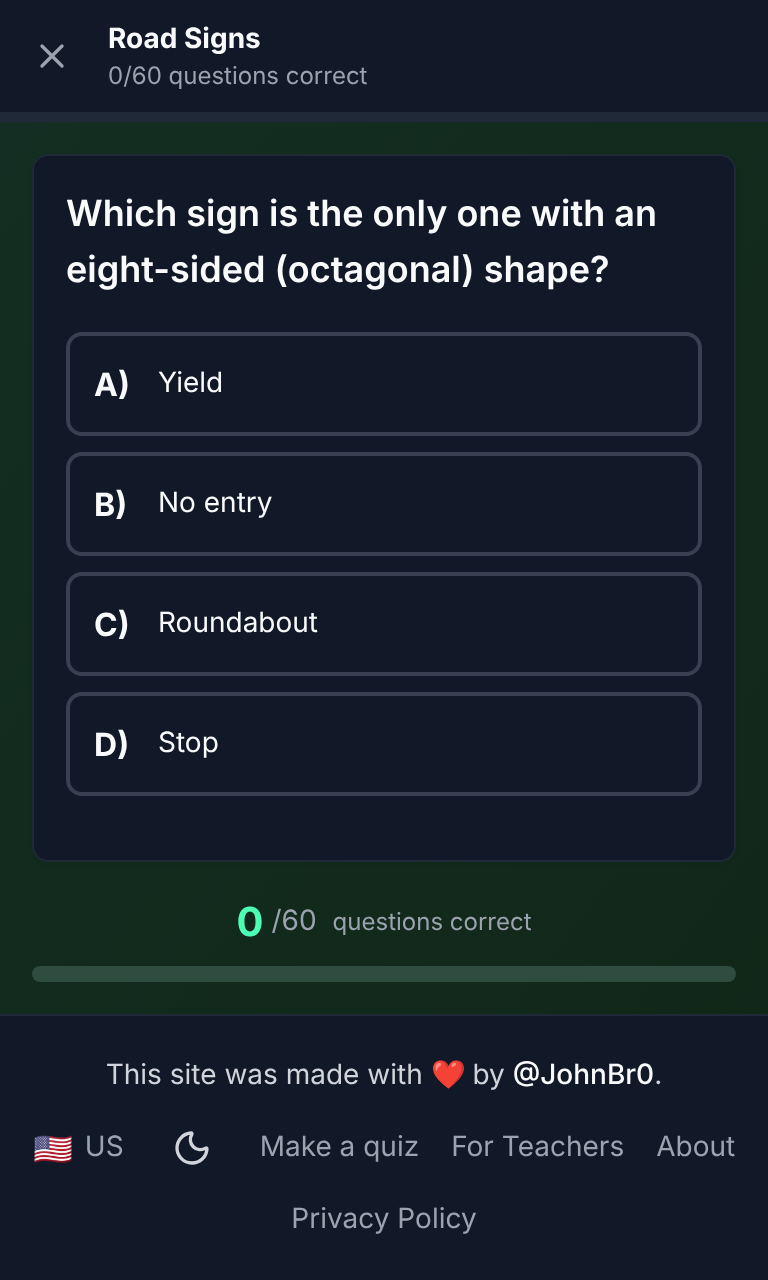 Road Signs
0/60 questions correct
Which sign is the only one with an
eight-sided (octagonal) shape?
A) Yield
B) No entry
C) Roundabout
D) Stop
0 /60 questions correct
This site was made with ❤️ by @JohnBr0.
🇺🇸 US Make a quiz For Teachers About
Privacy Policy